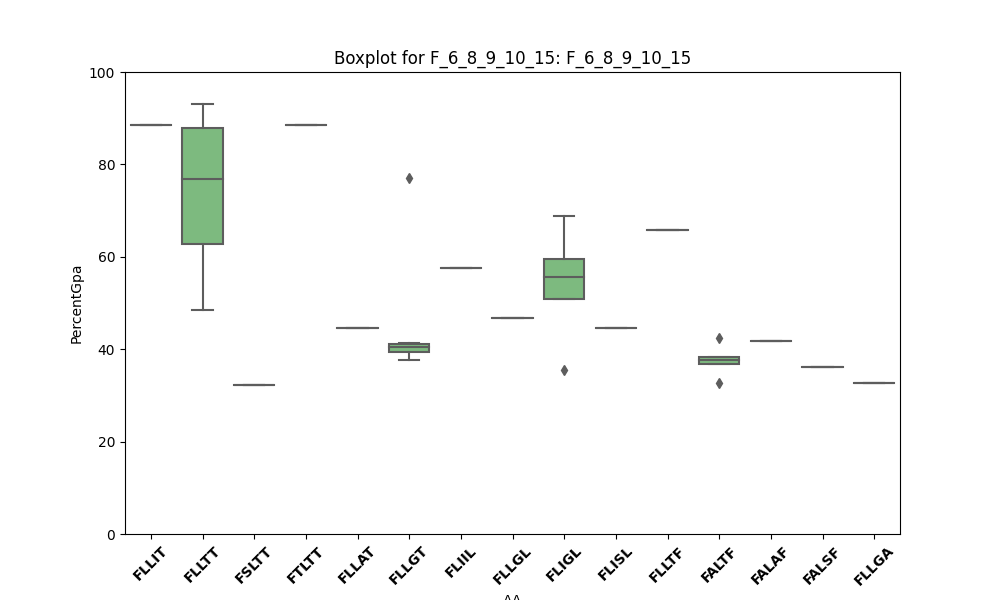 Boxplot for F_6_8_9_10_15: F_6_8_9_10_15
100
80
60
40
20
0
PercentGpa
FLLIT FLLTT FSLTT FTLTT FLLAT FLLGT FLIIL FLLGL FLIGL FLISL FLLTF FALTF FALAF FALSF FLLGA
AA